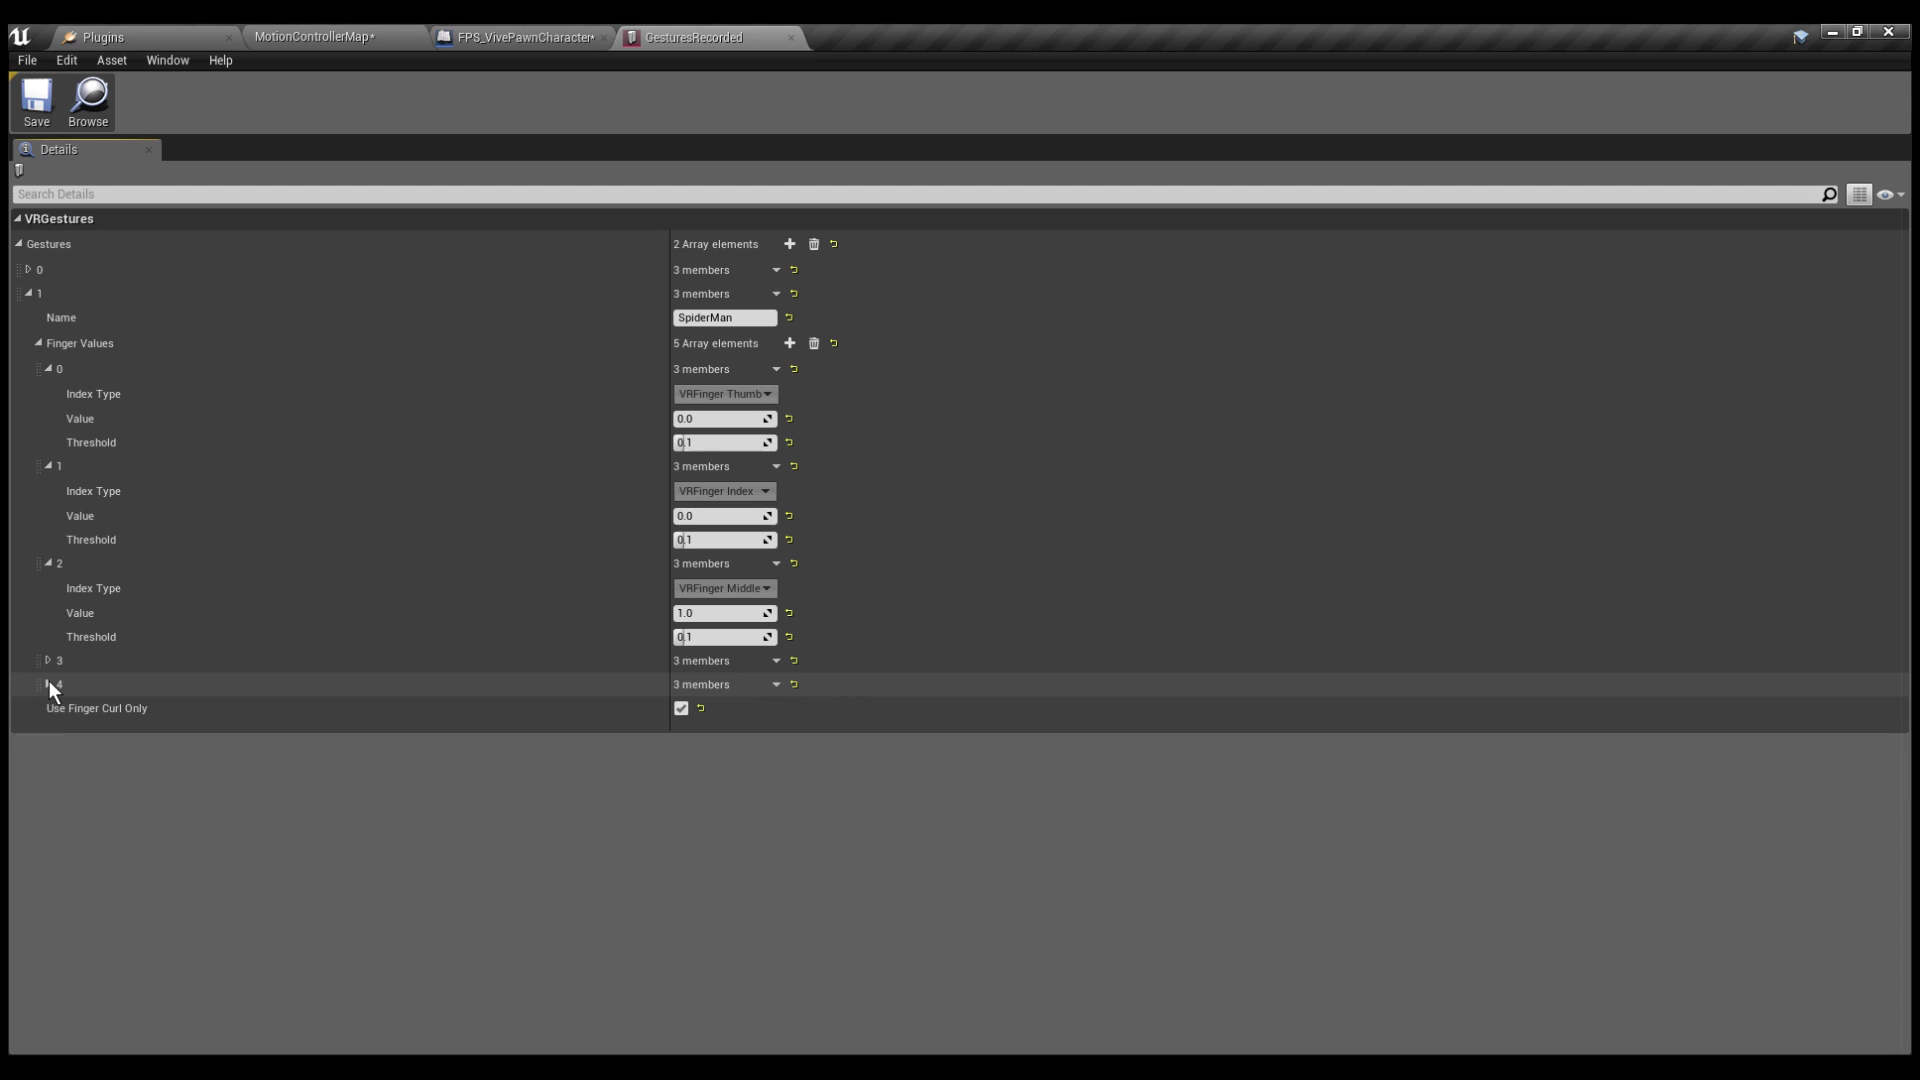 Plugins MotionControllerMap* FPS_VivePawnCharacter* GesturesRecorded
File Edit Asset Window Help
Save Browse
Details
Search Details
VRGestures
Gestures 2 Array elements
0 3 members
1 3 members
Name SpiderMan
Finger Values 5 Array elements
0 3 members
Index Type VRFinger Thumb
Value 0.0
Threshold 0.1
1 3 members
Index Type VRFinger Index
Value 0.0
Threshold 0.1
2 3 members
Index Type VRFinger Middle
Value 1.0
Threshold 0.1
3 3 members
4 3 members
Use Finger Curl Only